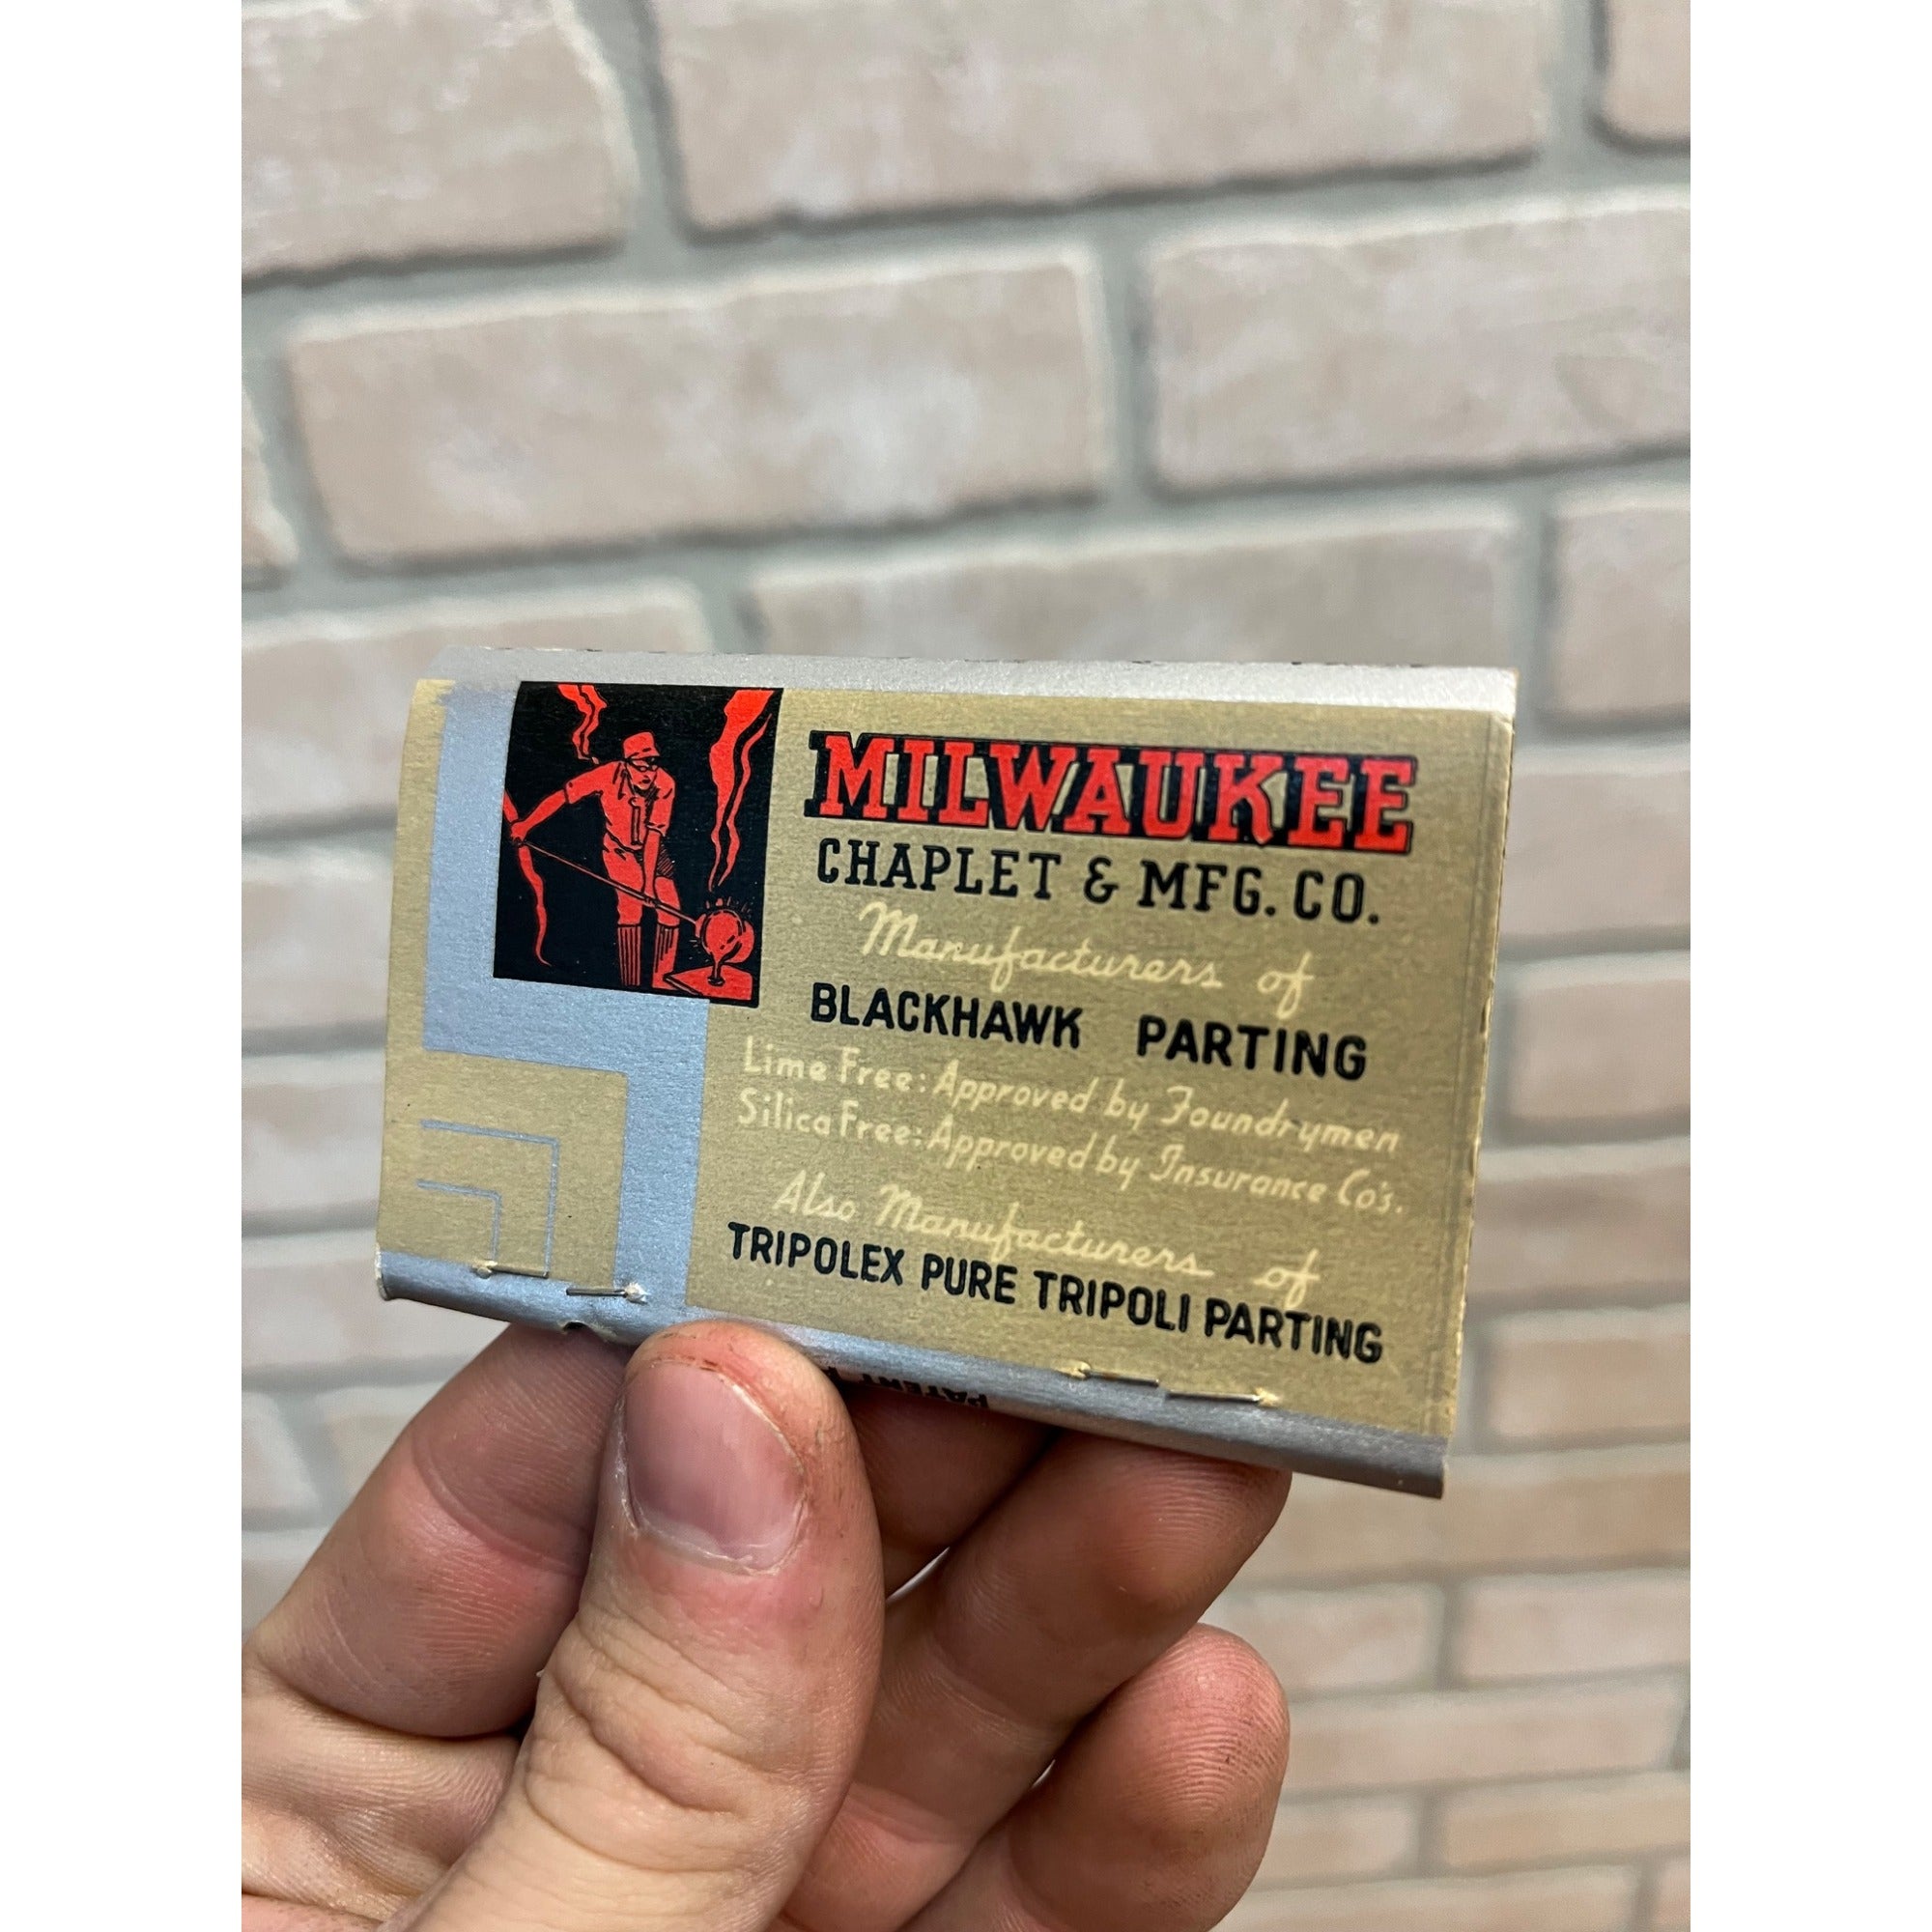 MILWAUKEE
CHAPLET & MFG. CO.
Manufacturers of
BLACKHAWK PARTING
Lime Free: Approved by Foundrymen
Silica Free: Approved by Insurance Co's.
Also Manufacturers of
TRIPOLEX PURE TRIPOLI PARTING
PATENT